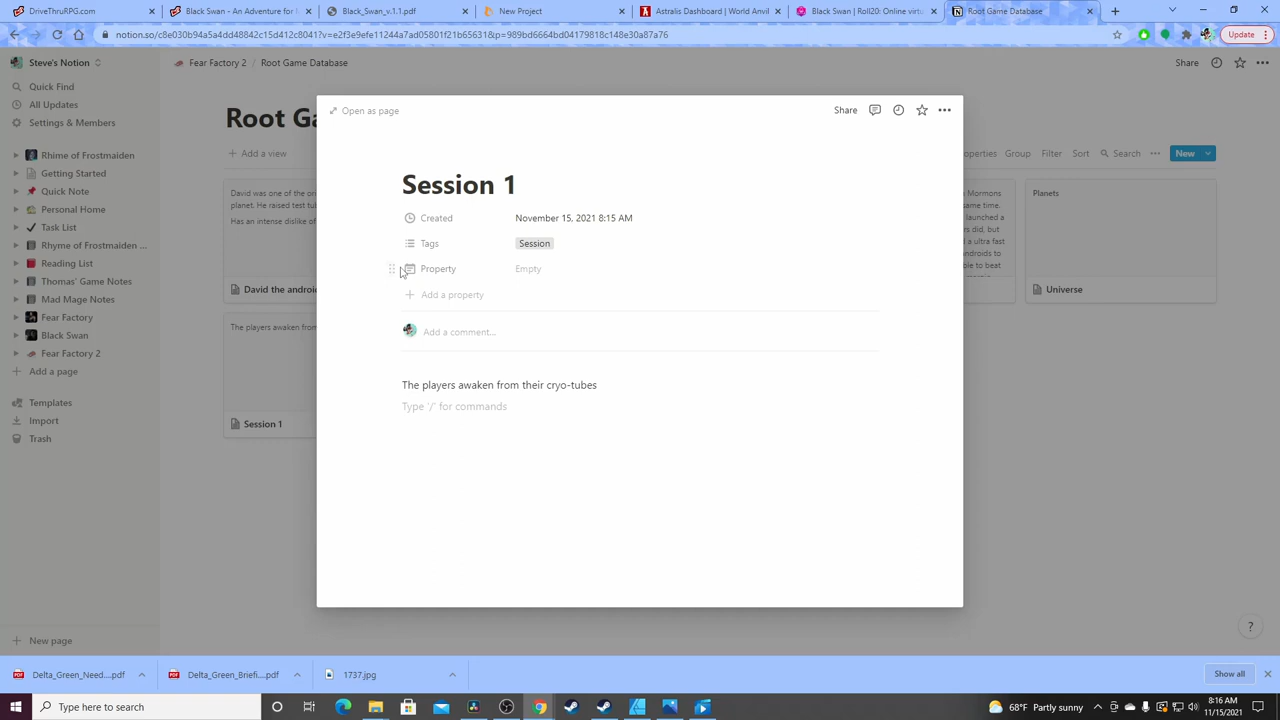 DriveThruRPG.com
Black Swan - An Adventure for
Black_Swan_v.1.1.pdf
New Project
Astralis Dashboard | World Anvil
Black Swan | Roll20: Online virtu
Root Game Database
notion.so/c8e030b94a5a4dd48842c15d412c8041?v=e2f3e9efe11244a7ad05801f21b65631&p=989bd6664bd04179818c148e30a87a76
Update
Steve's Notion
Fear Factory 2 / Root Game Database
Share
Quick Find
All Updates
Settings & Members
Rhime of Frostmaiden
Getting Started
Quick Note
Personal Home
Task List
Rhyme of Frostmaiden ...
Reading List
Thomas' Game Notes
Mad Mage Notes
Fear Factory
Black Swan
Fear Factory 2
Add a page
Templates
Import
Trash
New page
Root Ga
Add a view
operties Group Filter Sort Search New
David was one of the or
planet. He raised test tub
Has an intense dislike of
David the androi
The players awaken from
Session 1
Mormons
same time.
launched a
a ultra fast
ndroids to
ble to beat
Planets
Universe
Open as page
Share
Session 1
Created November 15, 2021 8:15 AM
Tags Session
Property Empty
Add a property
Add a comment...
The players awaken from their cryo-tubes
Type '/' for commands
?
Delta_Green_Need....pdf
Delta_Green_Briefi....pdf
1737.jpg
Show all
Type here to search
68°F Partly sunny
8:16 AM
11/15/2021